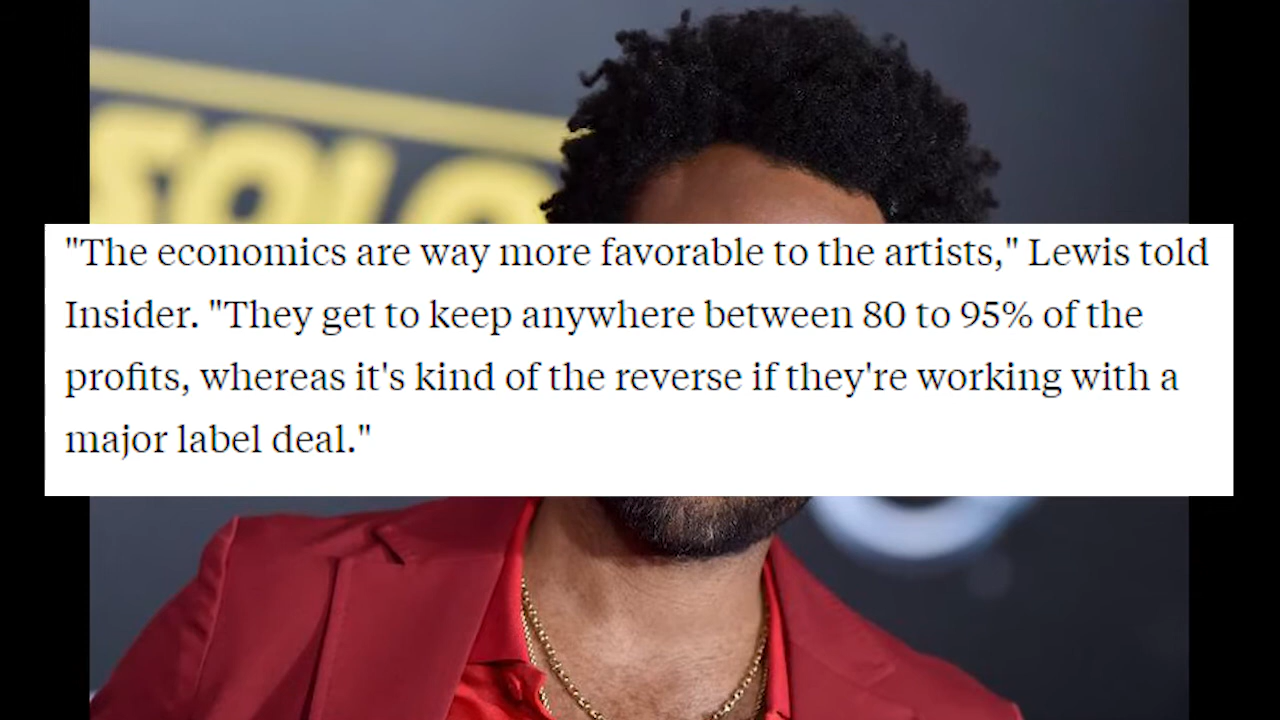 SOLO
"The economics are way more favorable to the artists," Lewis told
Insider. "They get to keep anywhere between 80 to 95% of the
profits, whereas it's kind of the reverse if they're working with a
major label deal."